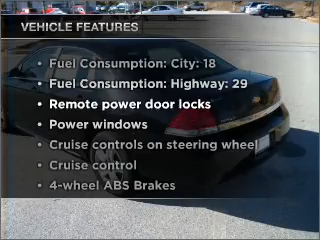 VEHICLE FEATURES
• Fuel Consumption: City: 18
• Fuel Consumption: Highway: 29
• Remote power door locks
• Power windows
• Cruise controls on steering wheel
• Cruise control
• 4-wheel ABS Brakes